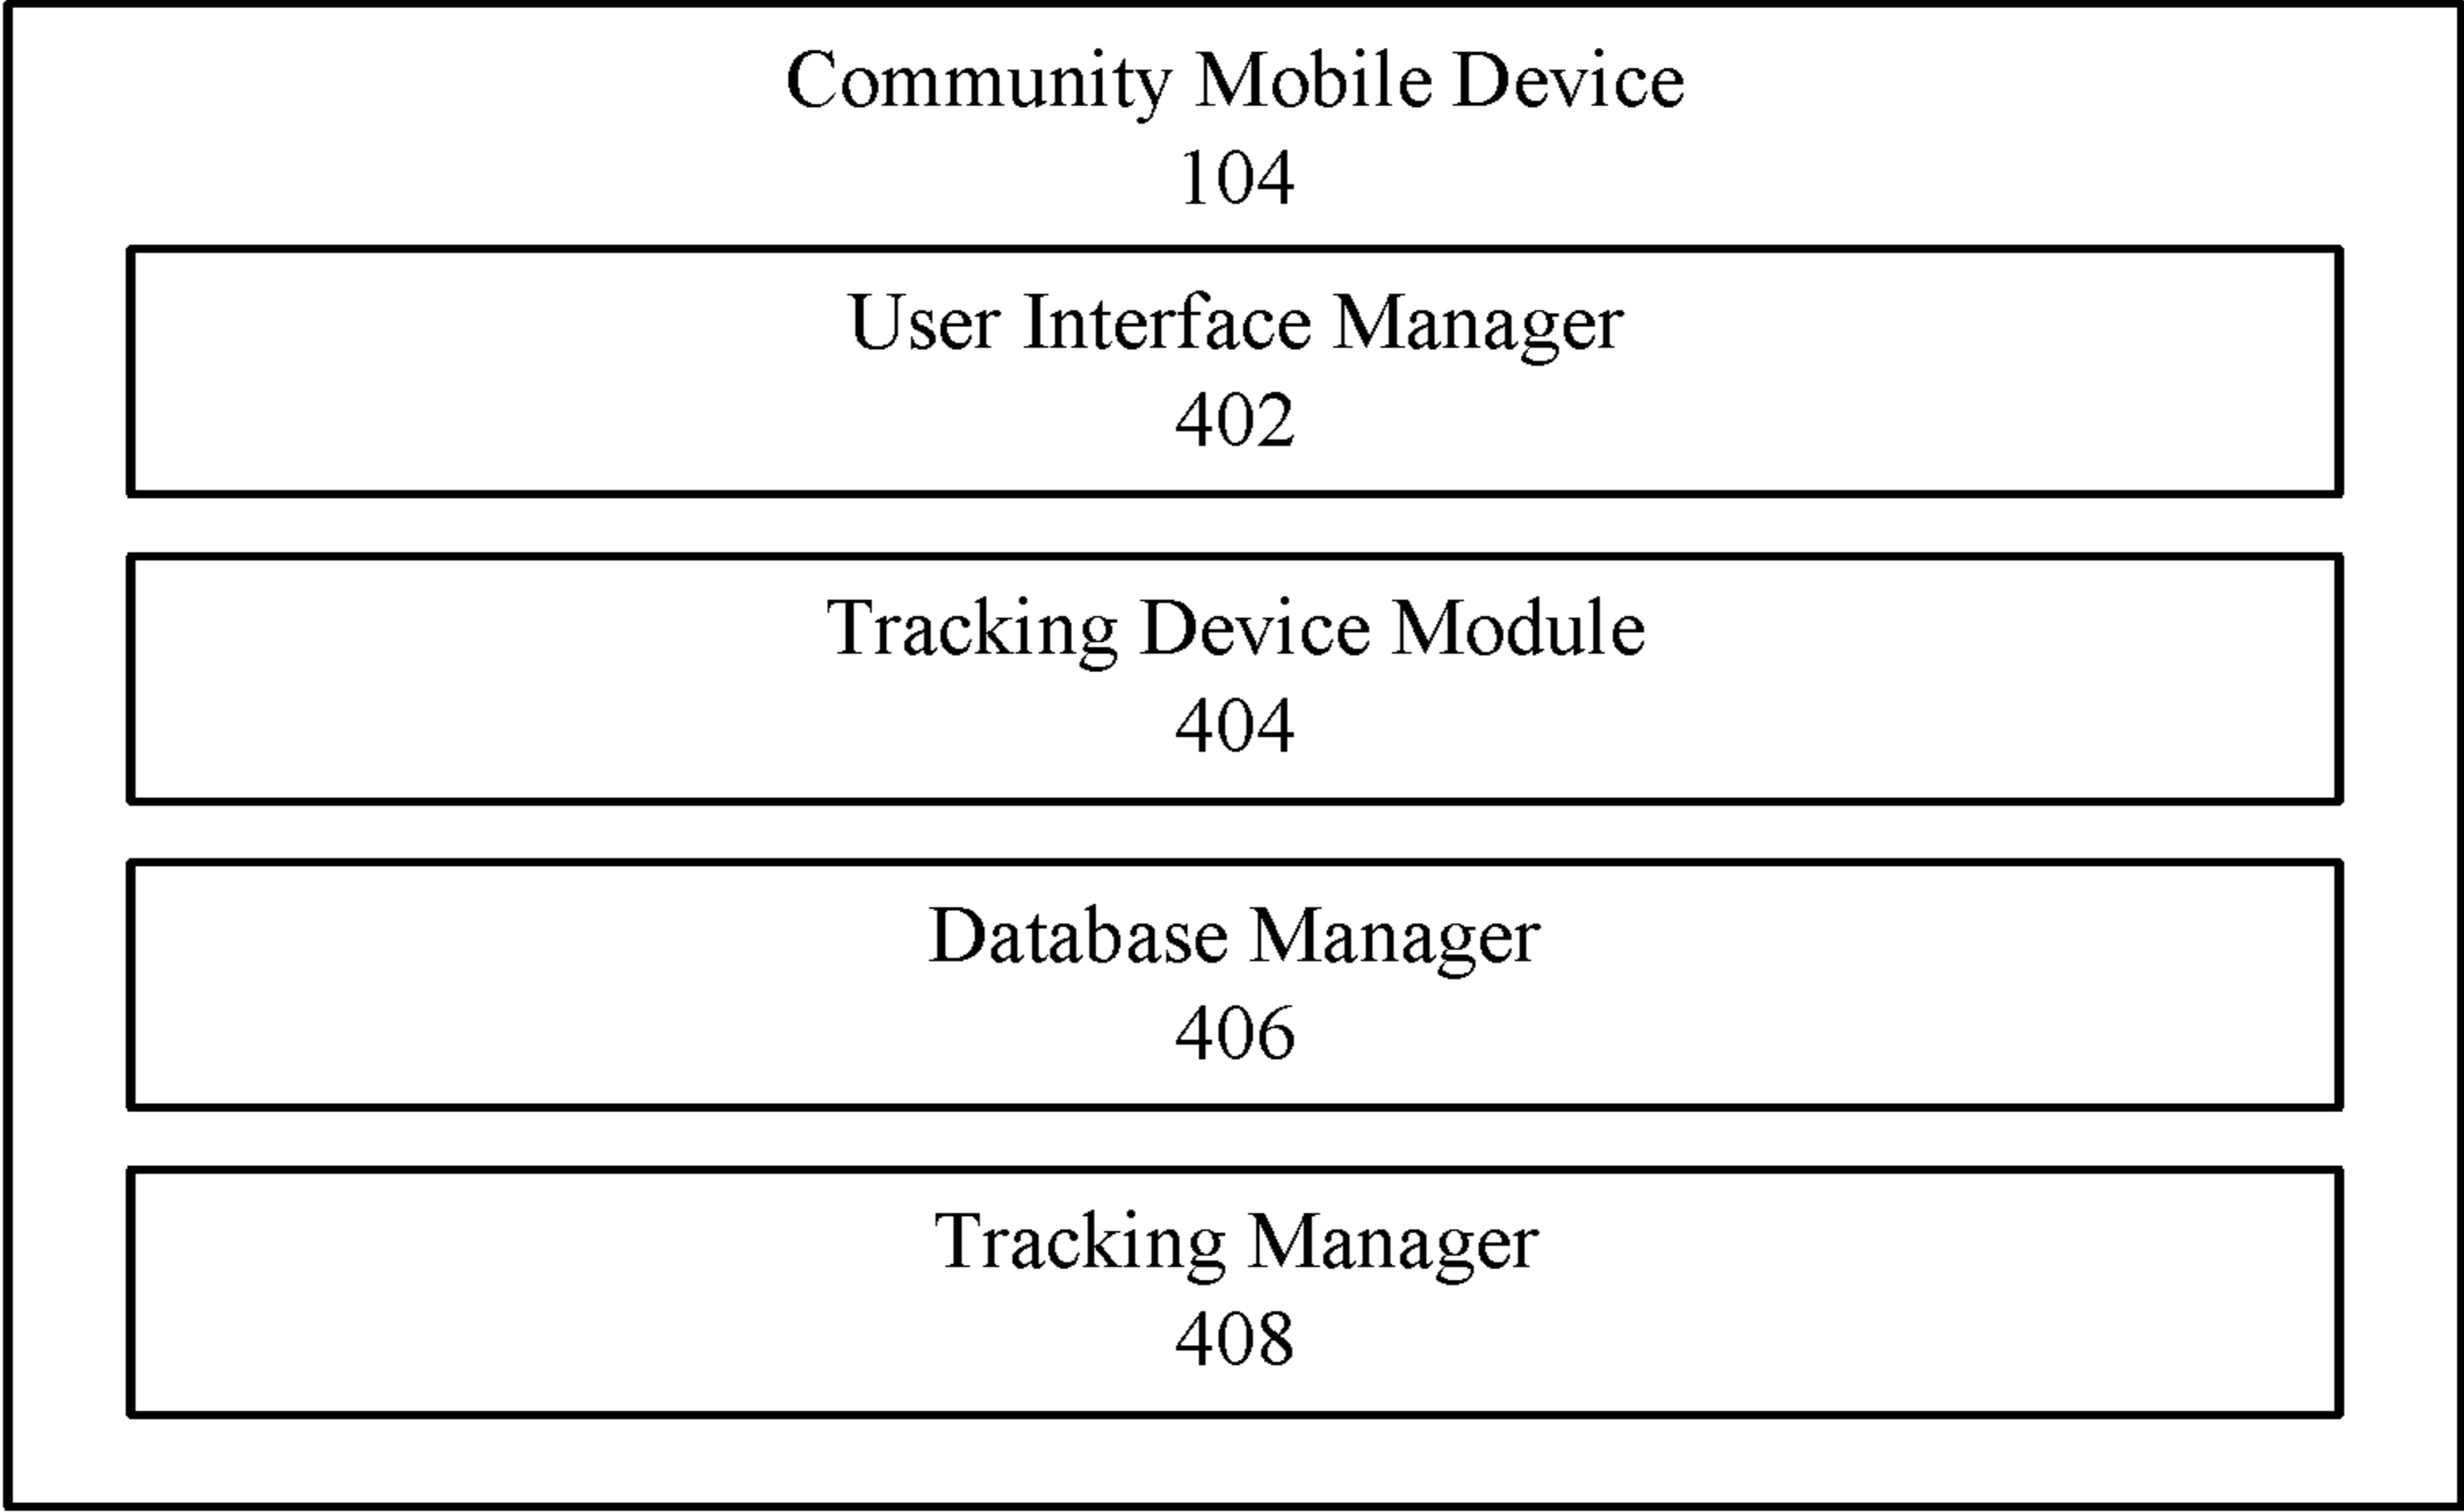 Community Mobile Device
104
User Interface Manager
402
Tracking Device Module
404
Database Manager
406
Tracking Manager
408